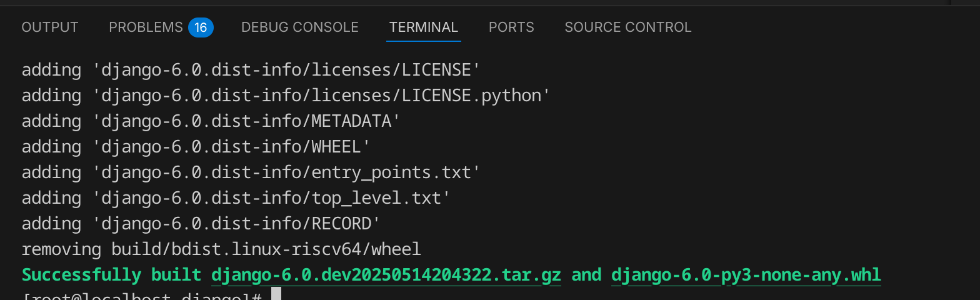 OUTPUT PROBLEMS 16 DEBUG CONSOLE TERMINAL PORTS SOURCE CONTROL
adding 'django-6.0.dist-info/licenses/LICENSE'
adding 'django-6.0.dist-info/licenses/LICENSE.python'
adding 'django-6.0.dist-info/METADATA'
adding 'django-6.0.dist-info/WHEEL'
adding 'django-6.0.dist-info/entry_points.txt'
adding 'django-6.0.dist-info/top_level.txt'
adding 'django-6.0.dist-info/RECORD'
removing build/bdist.linux-riscv64/wheel
Successfully built django-6.0.dev20250514204322.tar.gz and django-6.0-py3-none-any.whl
[root@localhost django]#